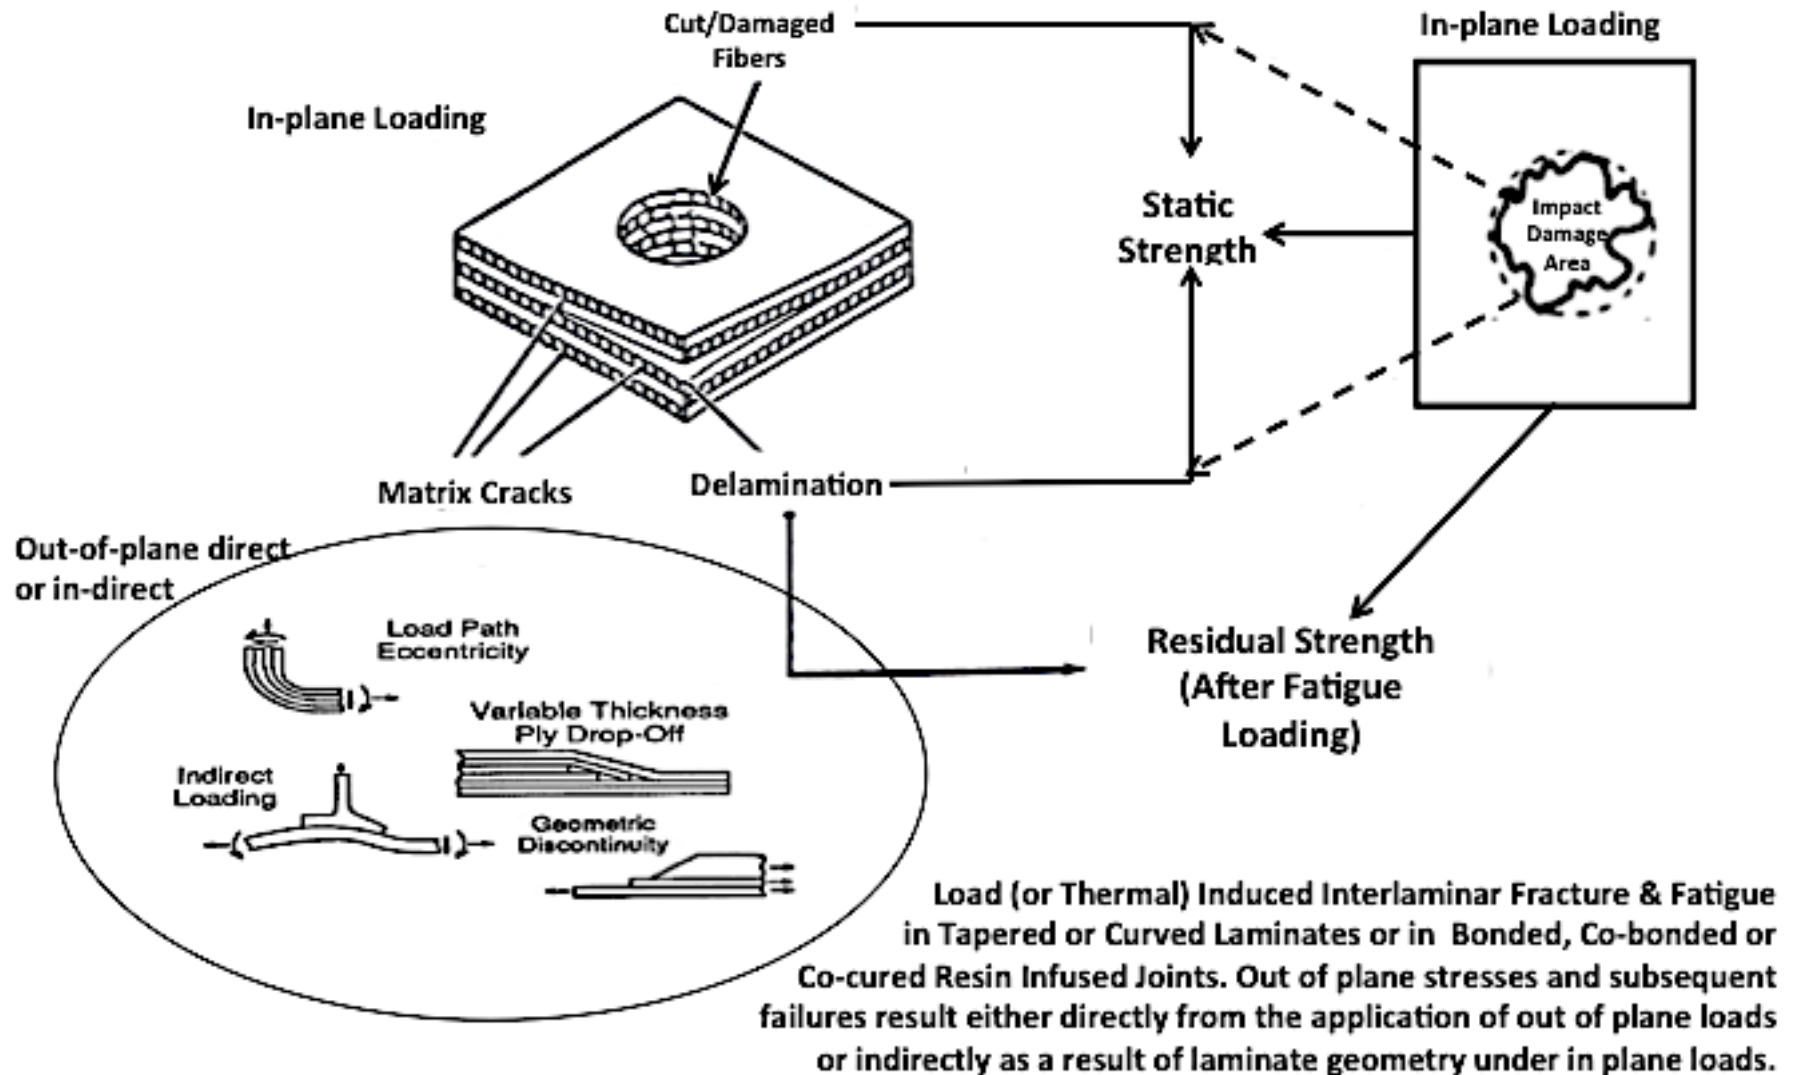 Cut/Damaged
Fibers
In-plane Loading
In-plane Loading
Impact
Damage
Area
Static
Strength
Matrix Cracks
Delamination
Out-of-plane direct
or in-direct
Load Path
Eccentricity
Variable Thickness
Ply Drop-Off
Indirect
Loading
Geometric
Discontinuity
Residual Strength
(After Fatigue
Loading)
Load (or Thermal) Induced Interlaminar Fracture & Fatigue
in Tapered or Curved Laminates or in Bonded, Co-bonded or
Co-cured Resin Infused Joints. Out of plane stresses and subsequent
failures result either directly from the application of out of plane loads
or indirectly as a result of laminate geometry under in plane loads.